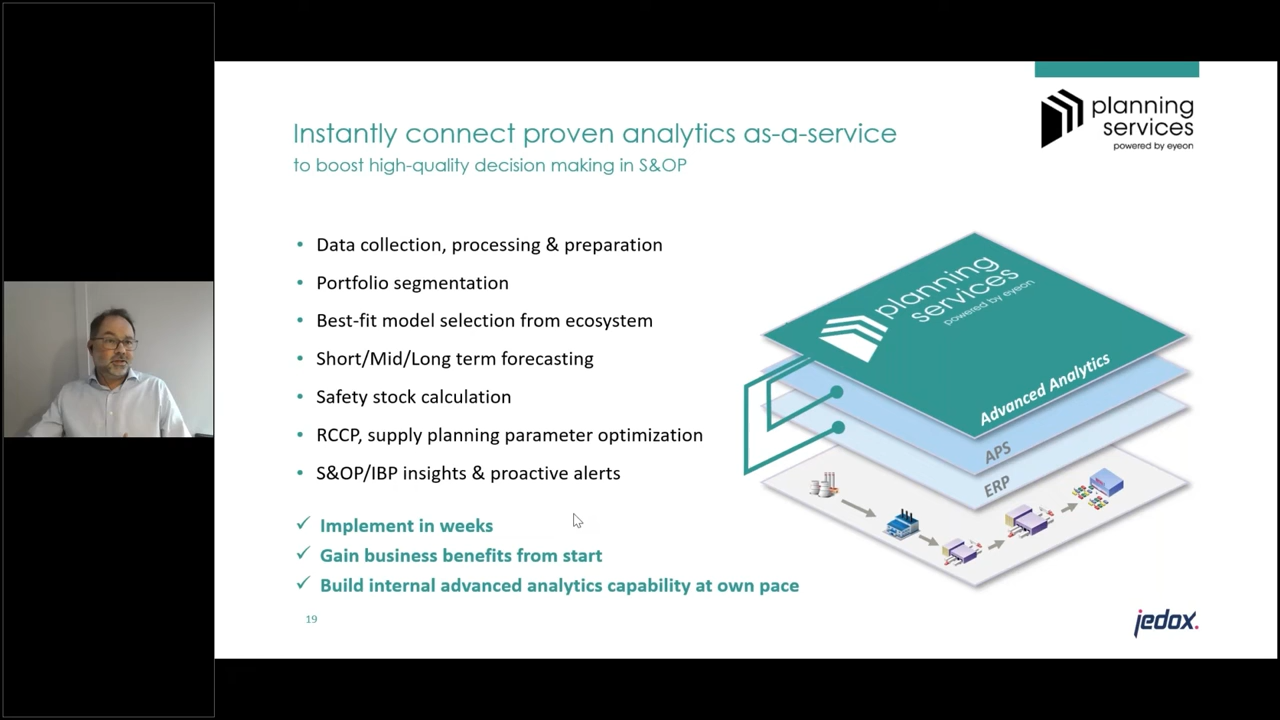 planning
services
powered by eyeon
Instantly connect proven analytics as-a-service
to boost high-quality decision making in S&OP
• Data collection, processing & preparation
• Portfolio segmentation
• Best-fit model selection from ecosystem
• Short/Mid/Long term forecasting
• Safety stock calculation
• RCCP, supply planning parameter optimization
• S&OP/IBP insights & proactive alerts
✓ Implement in weeks
✓ Gain business benefits from start
✓ Build internal advanced analytics capability at own pace
planning
services
powered by eyeon
Advanced Analytics
APS
ERP
19
jedox.